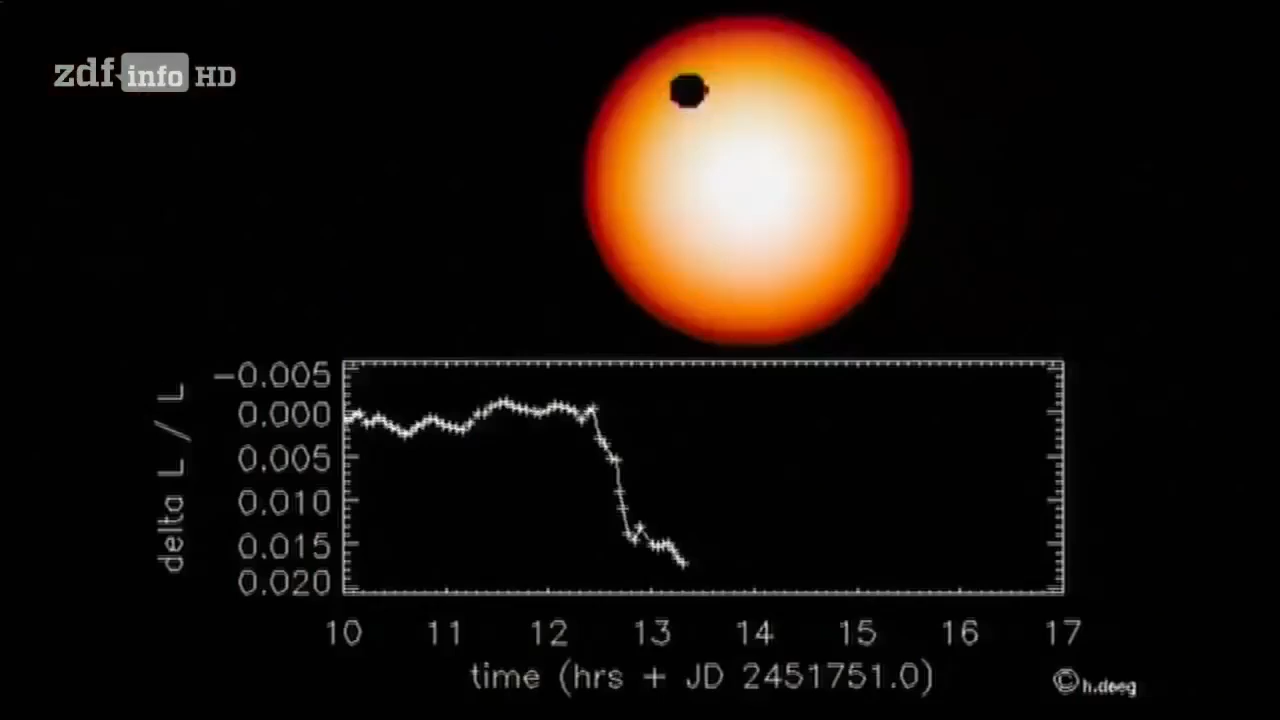 zdf info HD
-0.005
0.000
0.005
0.010
0.015
0.020
delta L / L
10 11 12 13 14 15 16 17
time (hrs + JD 2451751.0)
©h.deeg